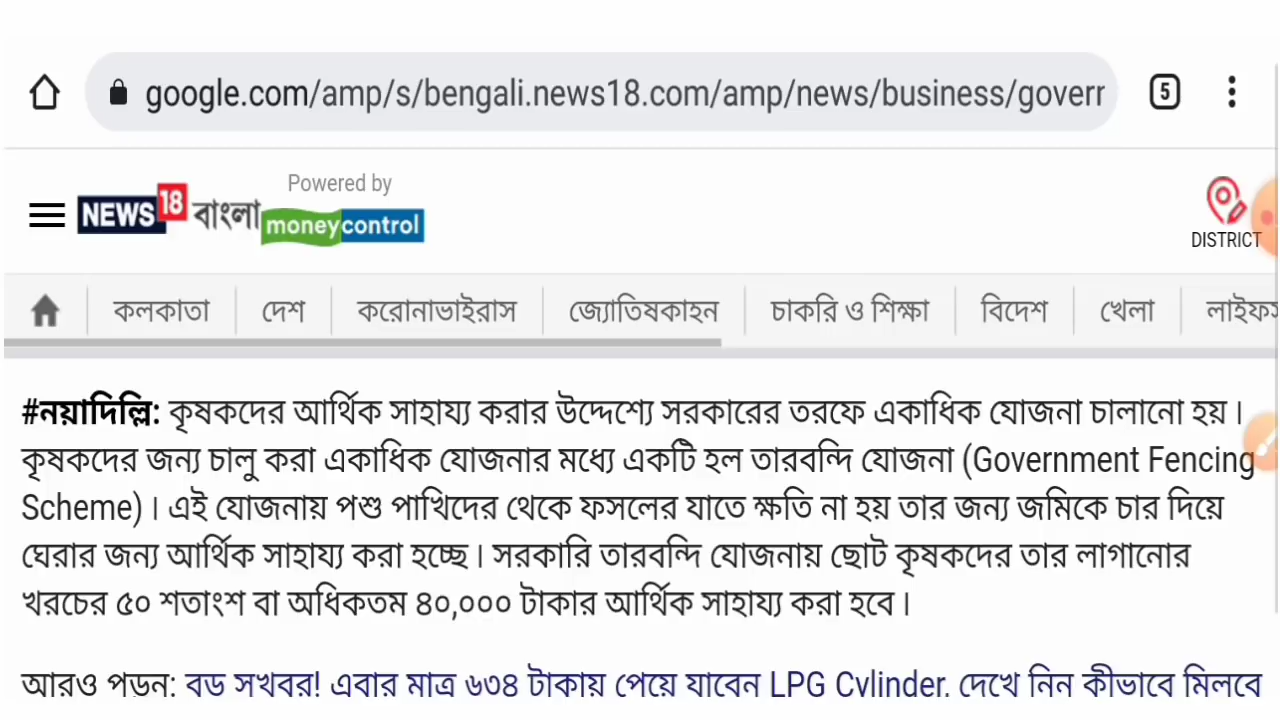 google.com/amp/s/bengali.news18.com/amp/news/business/goverr
5
Powered by
NEWS18 বাংলা moneycontrol
DISTRICT
কলকাতা দেশ করোনাভাইরাস জ্যোতিষকাহন চাকরি ও শিক্ষা বিদেশ খেলা লাইফস
#নয়াদিল্লি: কৃষকদের আর্থিক সাহায্য করার উদ্দেশ্যে সরকারের তরফে একাধিক যোজনা চালানো হয়।
কৃষকদের জন্য চালু করা একাধিক যোজনার মধ্যে একটি হল তারবন্দি যোজনা (Government Fencing
Scheme)। এই যোজনায় পশু পাখিদের থেকে ফসলের যাতে ক্ষতি না হয় তার জন্য জমিকে চার দিয়ে
ঘেরার জন্য আর্থিক সাহায্য করা হচ্ছে। সরকারি তারবন্দি যোজনায় ছোট কৃষকদের তার লাগানোর
খরচের ৫০ শতাংশ বা অধিকতম ৪০,০০০ টাকার আর্থিক সাহায্য করা হবে।
আরও পড়ুন: বড় সুখবর! এবার মাত্র ৬৩৪ টাকায় পেয়ে যাবেন LPG Cylinder, দেখে নিন কীভাবে মিলবে